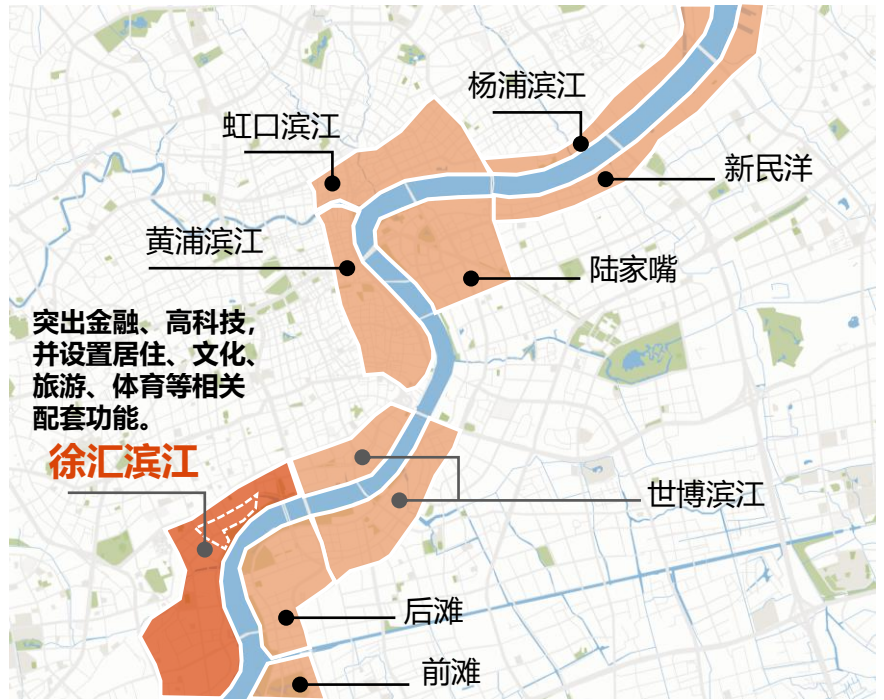 杨浦滨江
虹口滨江
新民洋
黄浦滨江
陆家嘴
突出金融、高科技，
并设置居住、文化、
旅游、体育等相关
配套功能。
徐汇滨江
世博滨江
后滩
前滩